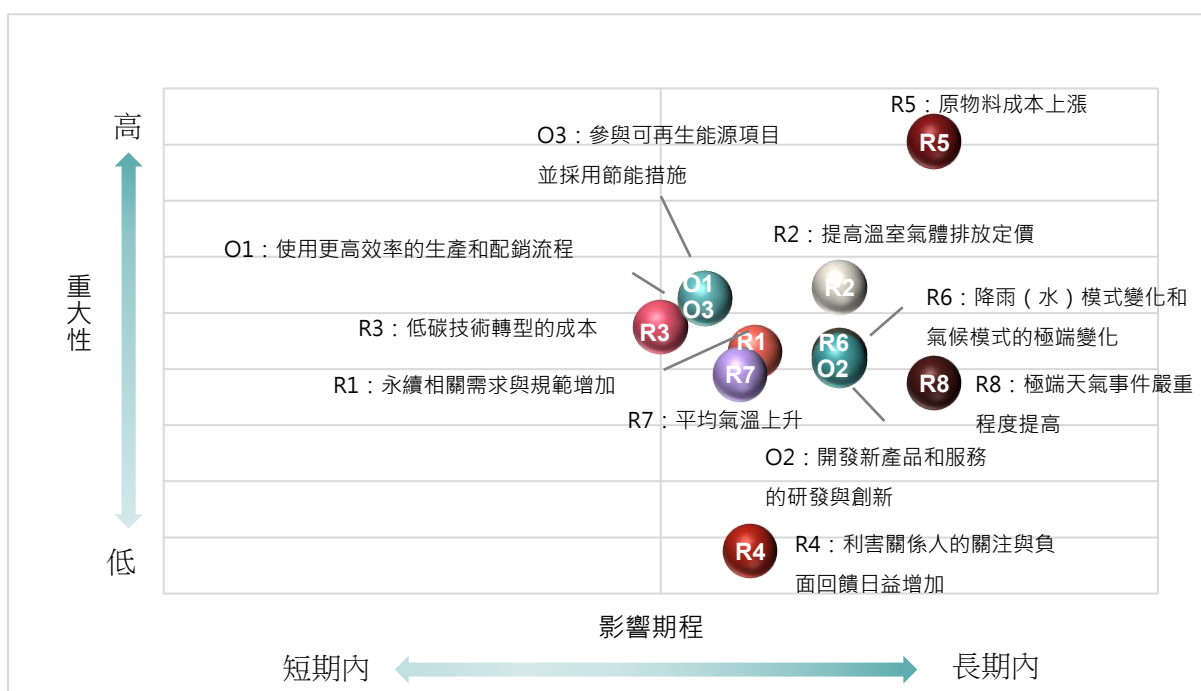 高
重大性
低
R5：原物料成本上漲
R5
O3：參與可再生能源項目
並採用節能措施
R2：提高溫室氣體排放定價
R2
O1：使用更高效率的生產和配銷流程
O1
O3
R6：降雨（水）模式變化和
氣候模式的極端變化
R3：低碳技術轉型的成本
R3
R1
R6
O2
R1：永續相關需求與規範增加
R7
R8
R8：極端天氣事件嚴重
程度提高
R7：平均氣溫上升
O2：開發新產品和服務
的研發與創新
R4
R4：利害關係人的關注與負
面回饋日益增加
影響期程
短期內
長期內